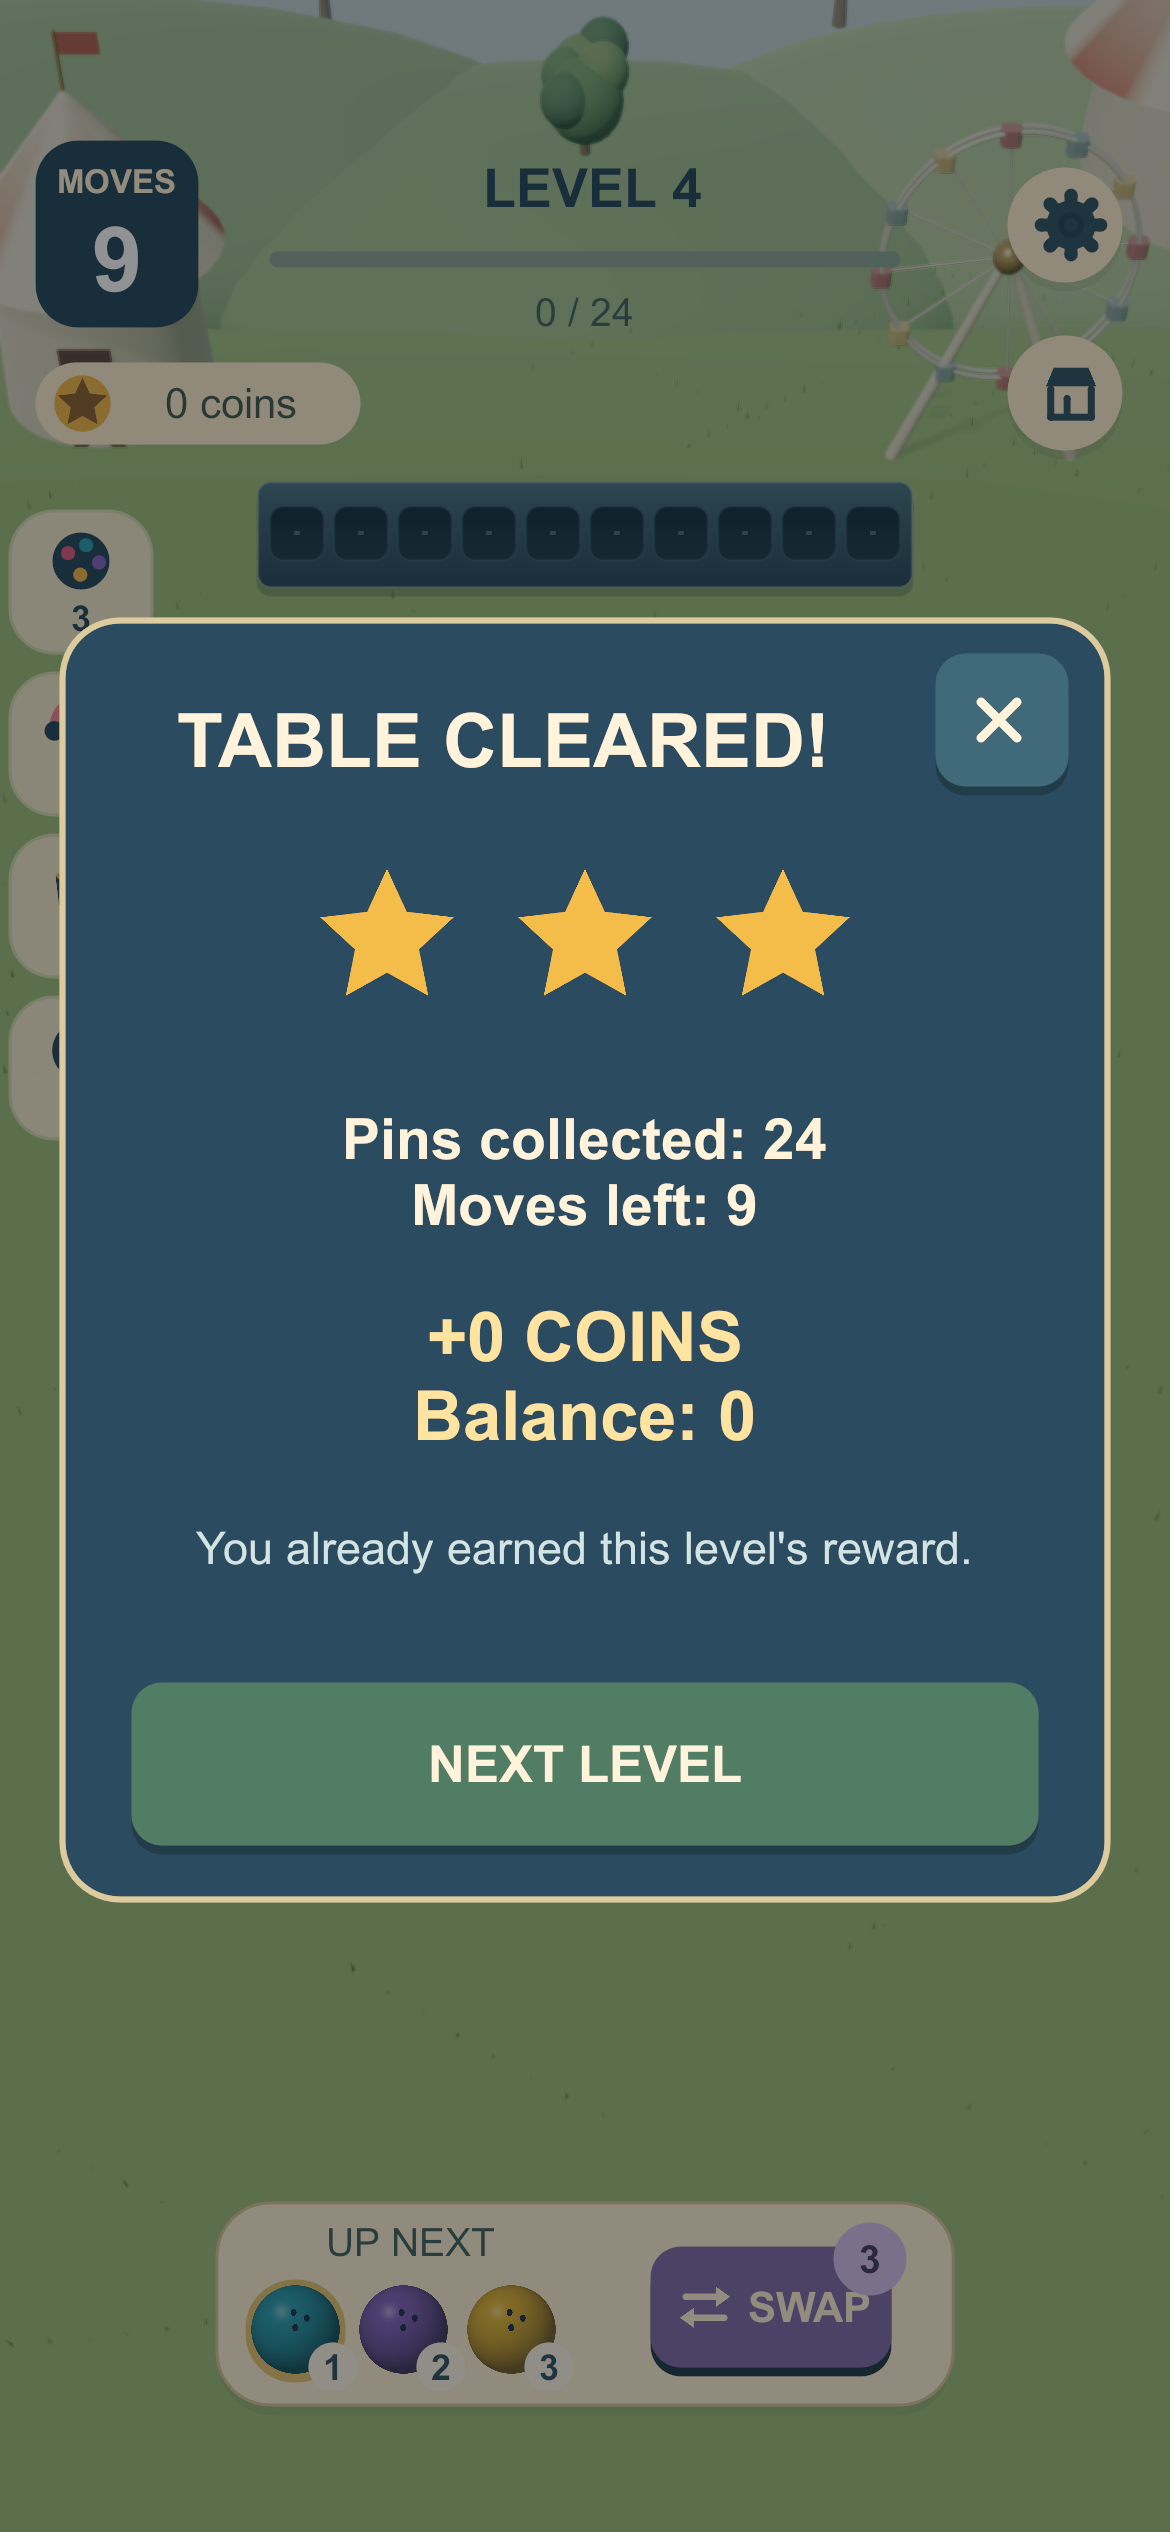 MOVES
9
LEVEL 4
0 / 24
0 coins
3
TABLE CLEARED!
Pins collected: 24
Moves left: 9
+0 COINS
Balance: 0
You already earned this level's reward.
NEXT LEVEL
UP NEXT
1
2
3
3
SWAP